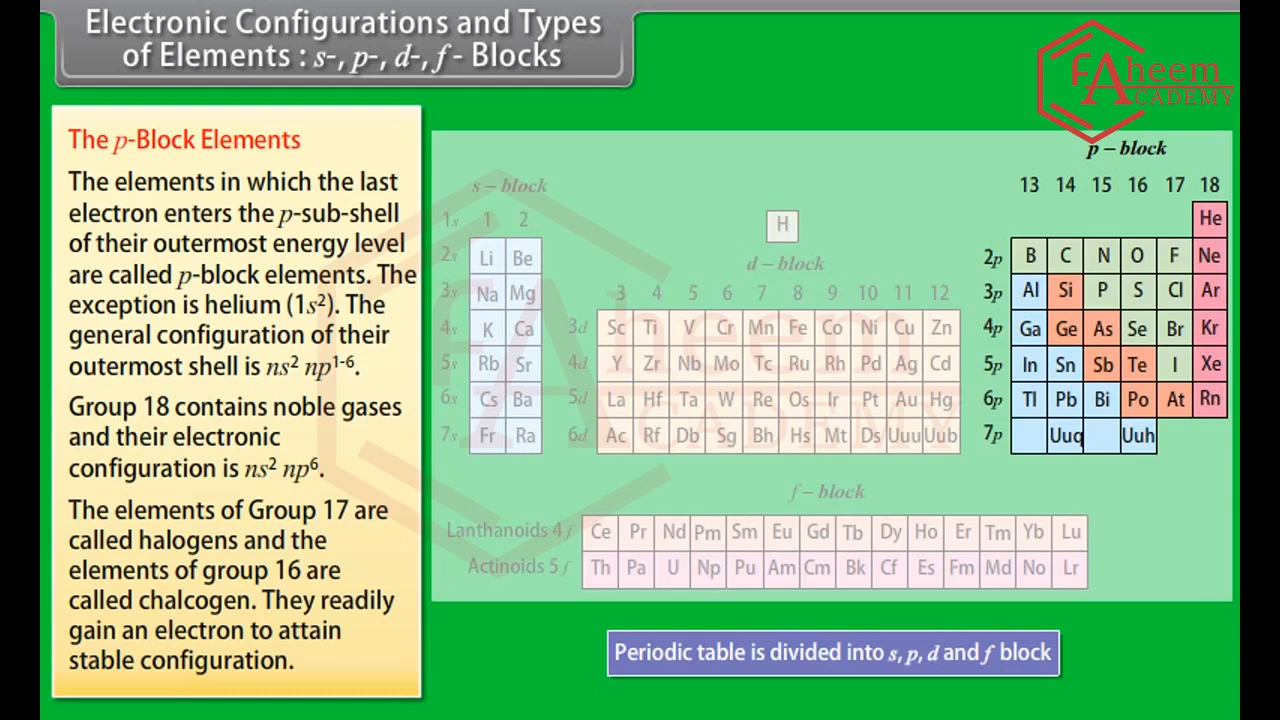 Electronic Configurations and Types
of Elements : s-, p-, d-, f - Blocks
FAheem
ACADEMY
The p-Block Elements
The elements in which the last
electron enters the p-sub-shell
of their outermost energy level
are called p-block elements. The
exception is helium (1s²). The
general configuration of their
outermost shell is ns² np¹⁻⁶.
Group 18 contains noble gases
and their electronic
configuration is ns² np⁶.
The elements of Group 17 are
called halogens and the
elements of group 16 are
called chalcogen. They readily
gain an electron to attain
stable configuration.
s – block
1s 1 2
2s Li Be
3s Na Mg
4s K Ca
5s Rb Sr
6s Cs Ba
7s Fr Ra
H
d – block
3 4 5 6 7 8 9 10 11 12
3d Sc Ti V Cr Mn Fe Co Ni Cu Zn
4d Y Zr Nb Mo Tc Ru Rh Pd Ag Cd
5d La Hf Ta W Re Os Ir Pt Au Hg
6d Ac Rf Db Sg Bh Hs Mt Ds Uuu Uub
p – block
13 14 15 16 17 18
He
2p B C N O F Ne
3p Al Si P S Cl Ar
4p Ga Ge As Se Br Kr
5p In Sn Sb Te I Xe
6p Tl Pb Bi Po At Rn
7p Uuq Uuh
f – block
Lanthanoids 4 f Ce Pr Nd Pm Sm Eu Gd Tb Dy Ho Er Tm Yb Lu
Actinoids 5 f Th Pa U Np Pu Am Cm Bk Cf Es Fm Md No Lr
FAheem
ACADEMY
Periodic table is divided into s, p, d and f block